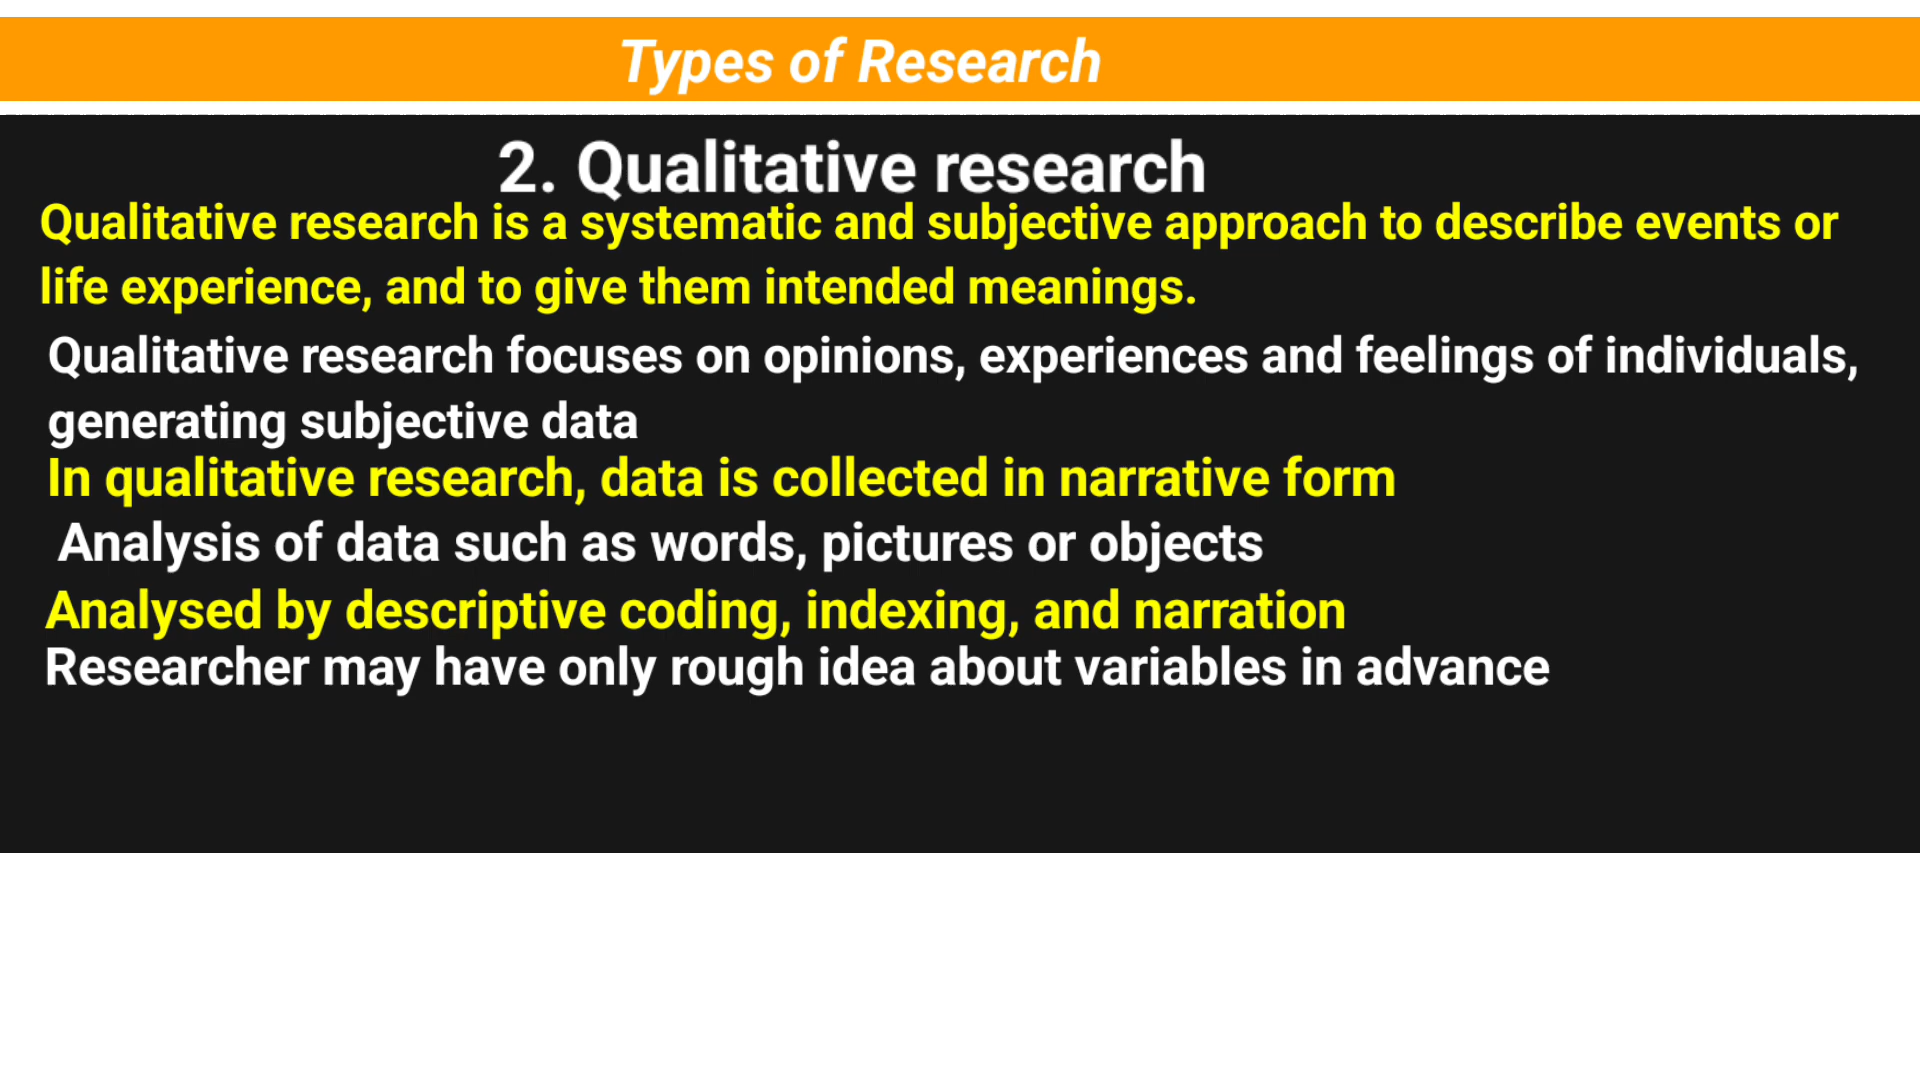 Types of Research
2. Qualitative research
Qualitative research is a systematic and subjective approach to describe events or
life experience, and to give them intended meanings.
Qualitative research focuses on opinions, experiences and feelings of individuals,
generating subjective data
In qualitative research, data is collected in narrative form
Analysis of data such as words, pictures or objects
Analysed by descriptive coding, indexing, and narration
Researcher may have only rough idea about variables in advance